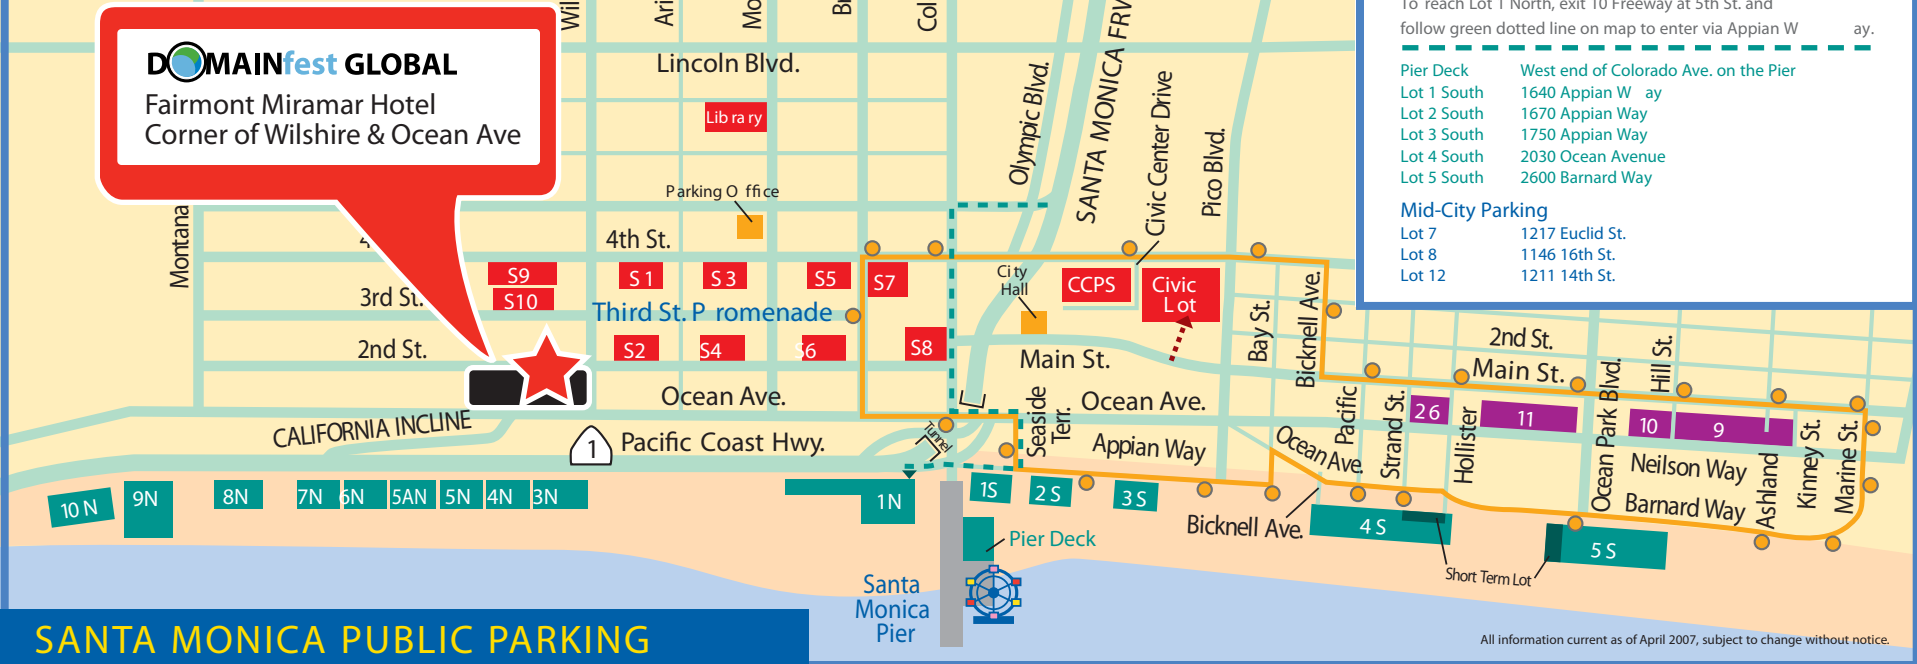 To reach Lot 1 North, exit 10 Freeway at 5th St. and
follow green dotted line on map to enter via Appian W ay.
Pier Deck West end of Colorado Ave. on the Pier
Lot 1 South 1640 Appian W ay
Lot 2 South 1670 Appian Way
Lot 3 South 1750 Appian Way
Lot 4 South 2030 Ocean Avenue
Lot 5 South 2600 Barnard Way
Mid-City Parking
Lot 7 1217 Euclid St.
Lot 8 1146 16th St.
Lot 12 1211 14th St.
DOMAINfest GLOBAL
Fairmont Miramar Hotel
Corner of Wilshire & Ocean Ave
Wil
Ari
Mo
Br
Col
Lincoln Blvd.
Library
Parking O ffice
Olympic Blvd.
SANTA MONICA FRW
Civic Center Drive
Pico Blvd.
Montana
4
4th St.
S9
S10
S 1
S 3
S5
S7
3rd St.
Third St. P romenade
City
Hall
CCPS
Civic
Lot
Bay St.
Bicknell Ave.
2nd St.
S2
S4
S6
S8
Main St.
2nd St.
Main St.
Hill St.
Ocean Ave.
Ocean Ave.
Seaside
Terr.
Pacific
Strand St.
26
Hollister
11
Ocean Park Blvd.
10
9
CALIFORNIA INCLINE
1
Pacific Coast Hwy.
Tunnel
Appian Way
Ocean Ave.
Neilson Way
Barnard Way
Ashland
Kinney St.
Marine St.
10 N
9N
8N
7N
6N
5AN
5N
4N
3N
1N
1S
2 S
3 S
Bicknell Ave.
4 S
5 S
Short Term Lot
Pier Deck
Santa
Monica
Pier
SANTA MONICA PUBLIC PARKING
All information current as of April 2007, subject to change without notice.